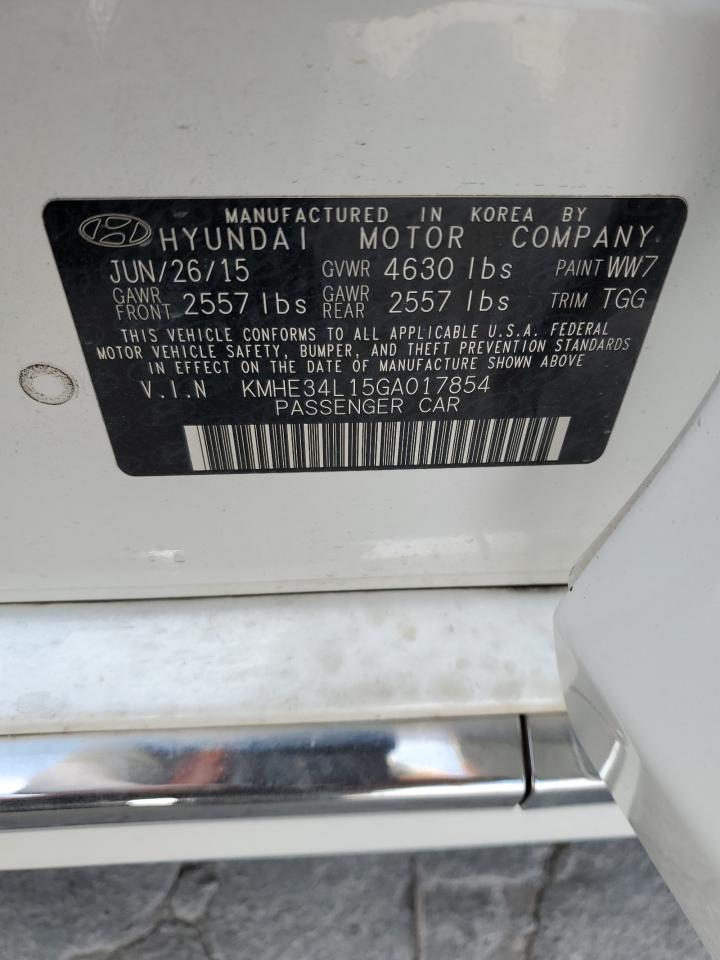 MANUFACTURED IN KOREA BY
HYUNDAI MOTOR COMPANY
JUN/26/15 GVWR 4630 lbs PAINT WW7
GAWR FRONT 2557 lbs GAWR REAR 2557 lbs TRIM TGG
THIS VEHICLE CONFORMS TO ALL APPLICABLE U.S.A. FEDERAL
MOTOR VEHICLE SAFETY, BUMPER, AND THEFT PREVENTION STANDARDS
IN EFFECT ON THE DATE OF MANUFACTURE SHOWN ABOVE
V.I.N KMHE34L15GA017854
PASSENGER CAR